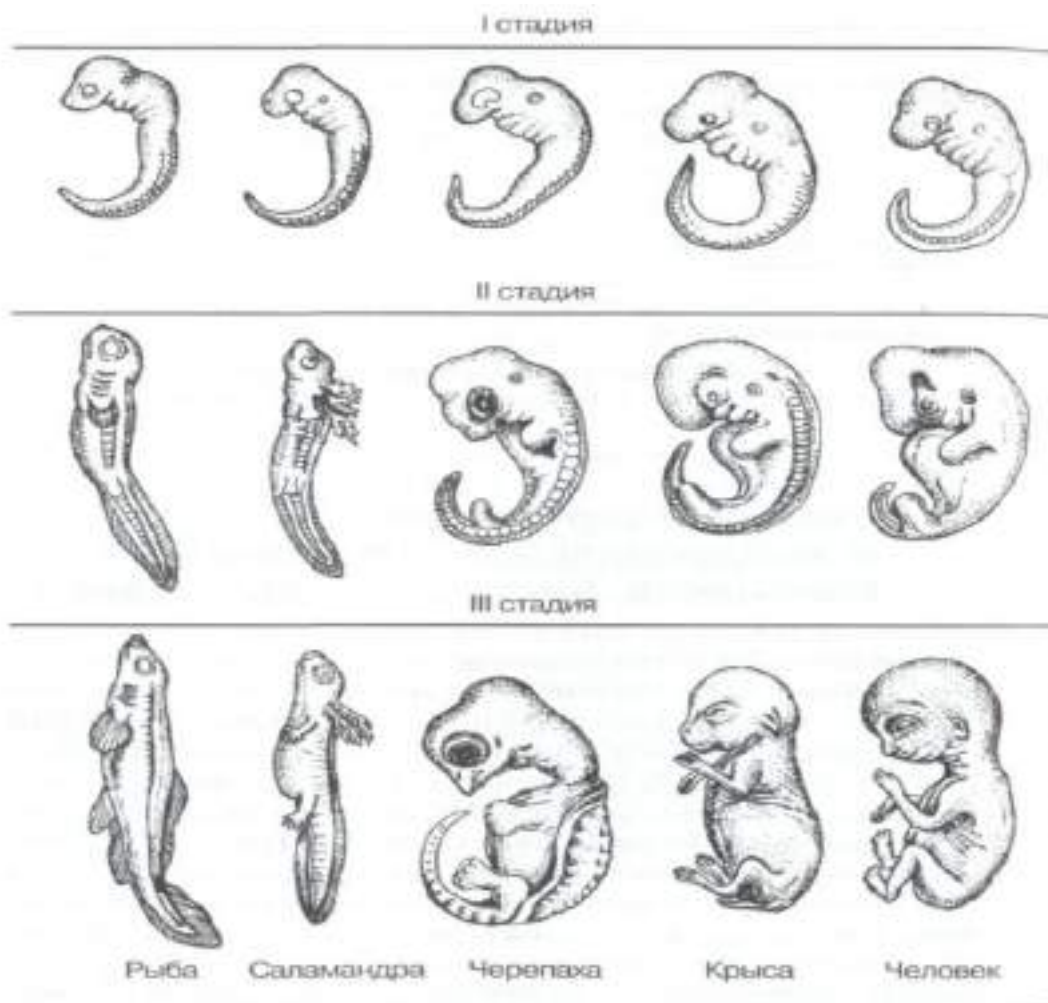 I стадия
II стадия
III стадия
Рыба Саламандра Черепаха Крыса Человек